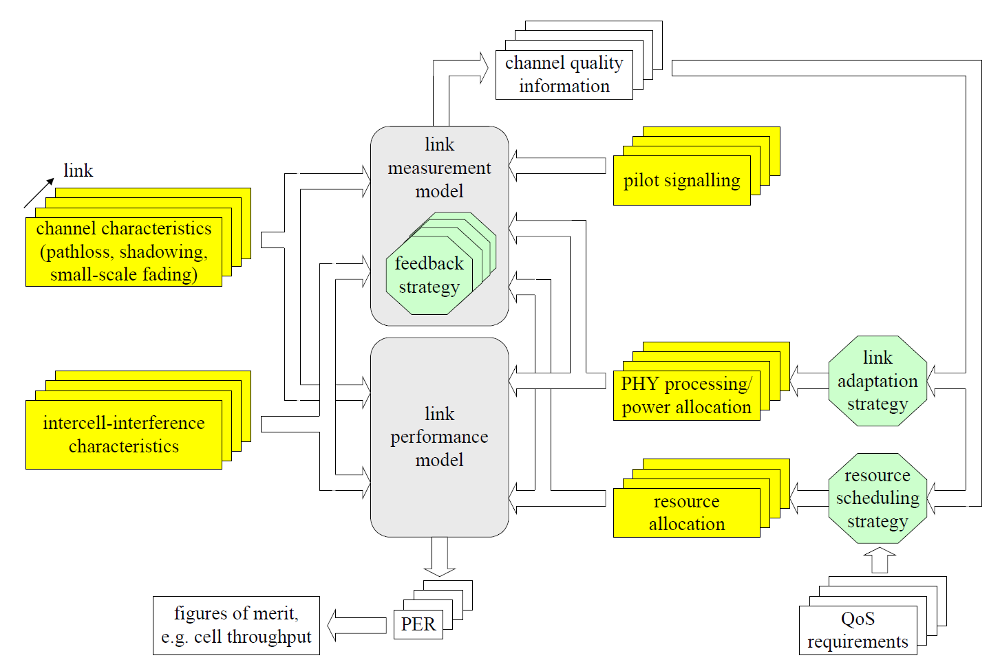 channel quality
information
link
measurement
model
pilot signalling
link
channel characteristics
(pathloss, shadowing,
small-scale fading)
feedback
strategy
link
adaptation
strategy
PHY processing/
power allocation
intercell-interference
characteristics
link
performance
model
resource
scheduling
strategy
resource
allocation
figures of merit,
e.g. cell throughput
PER
QoS
requirements